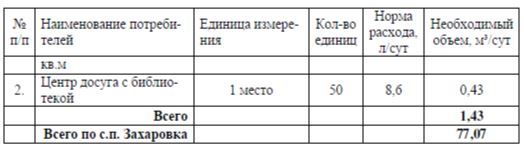 № п/п Наименование потреби- Единица измере- Кол-во Норма Необходимый
телей ния единиц расхода, объем, м³/сут
л/сут
кв.м
2. Центр досуга с библио- 1 место 50 8,6 0,43
текой
Всего 1,43
Всего по с.п. Захаровка 77,07